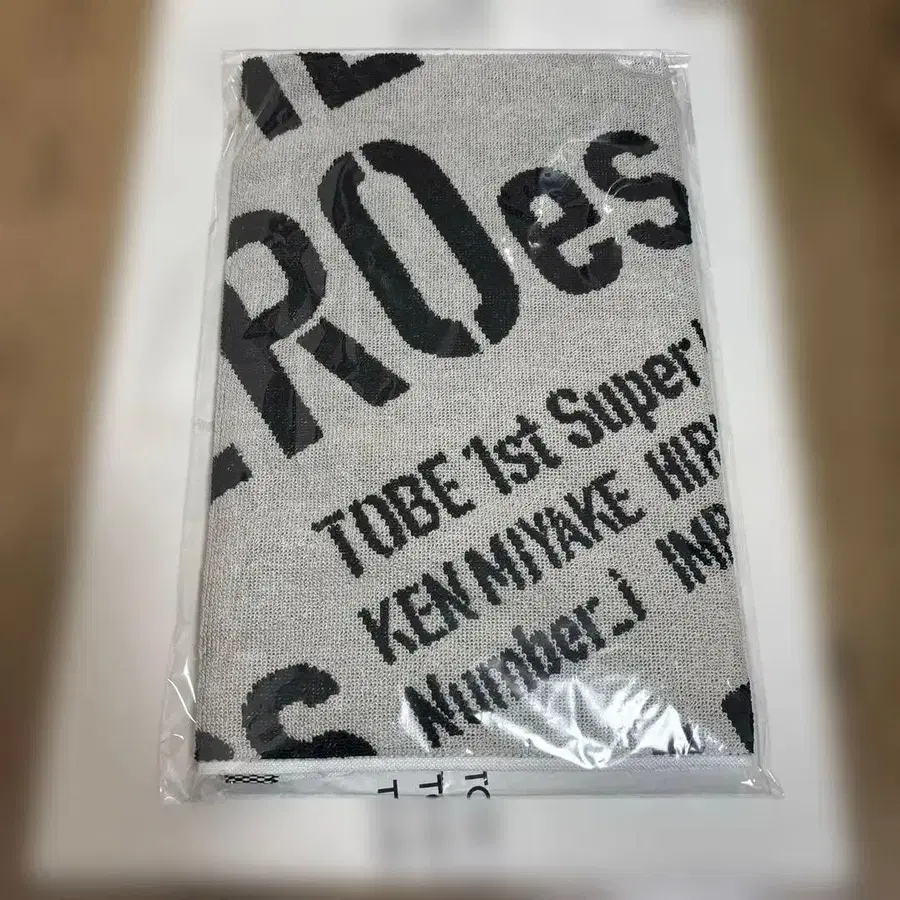 ROes
TOBE 1st Super
KEN MIYAKE HIR
Number_i IMP